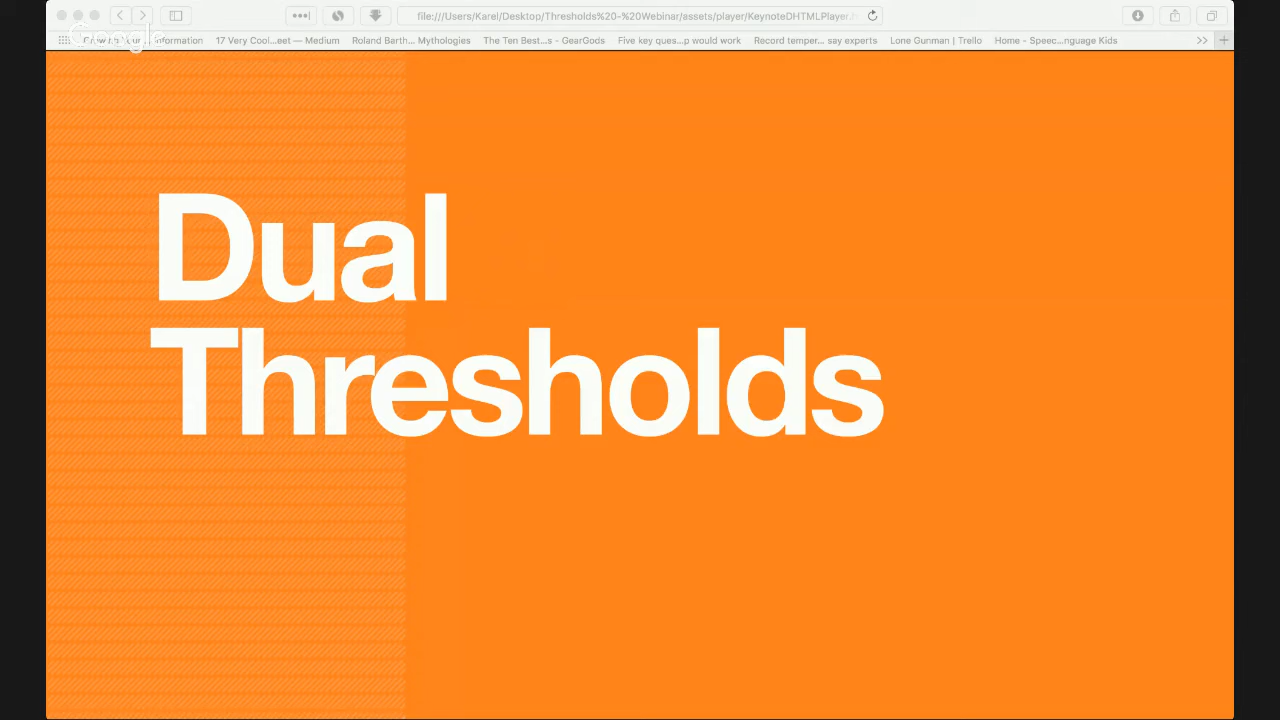 file:///Users/Karel/Desktop/Thresholds%20-%20Webinar/assets/player/KeynoteDHTMLPlayer.
Google
17 Very Cool...eet — Medium
Roland Barth... Mythologies
The Ten Best...s - GearGods
Five key ques...p would work
Record temper... say experts
Lone Gunman | Trello
Home - Speec...nguage Kids
Dual
Thresholds